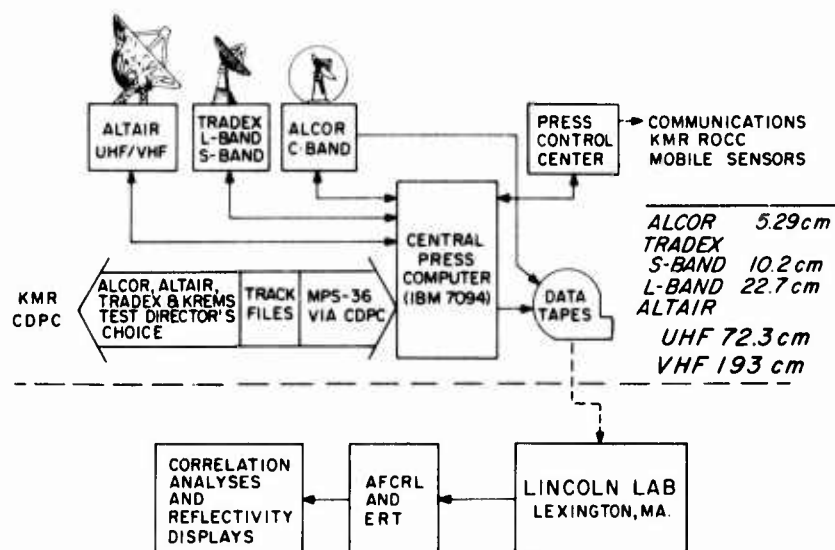 ALTAIR
UHF/VHF
TRADEX
L-BAND
S-BAND
ALCOR
C-BAND
PRESS
CONTROL
CENTER
COMMUNICATIONS
KMR ROCC
MOBILE SENSORS
CENTRAL
PRESS
COMPUTER
(IBM 7094)
KMR
CDPC
ALCOR, ALTAIR,
TRADEX & KREMS
TEST DIRECTOR'S
CHOICE
TRACK
FILES
MPS-36
VIA CDPC
DATA
TAPES
ALCOR 5.29cm
TRADEX
S-BAND 10.2cm
L-BAND 22.7cm
ALTAIR
UHF 72.3cm
VHF 193 cm
CORRELATION
ANALYSES
AND
REFLECTIVITY
DISPLAYS
AFCRL
AND
ERT
LINCOLN LAB
LEXINGTON, MA.